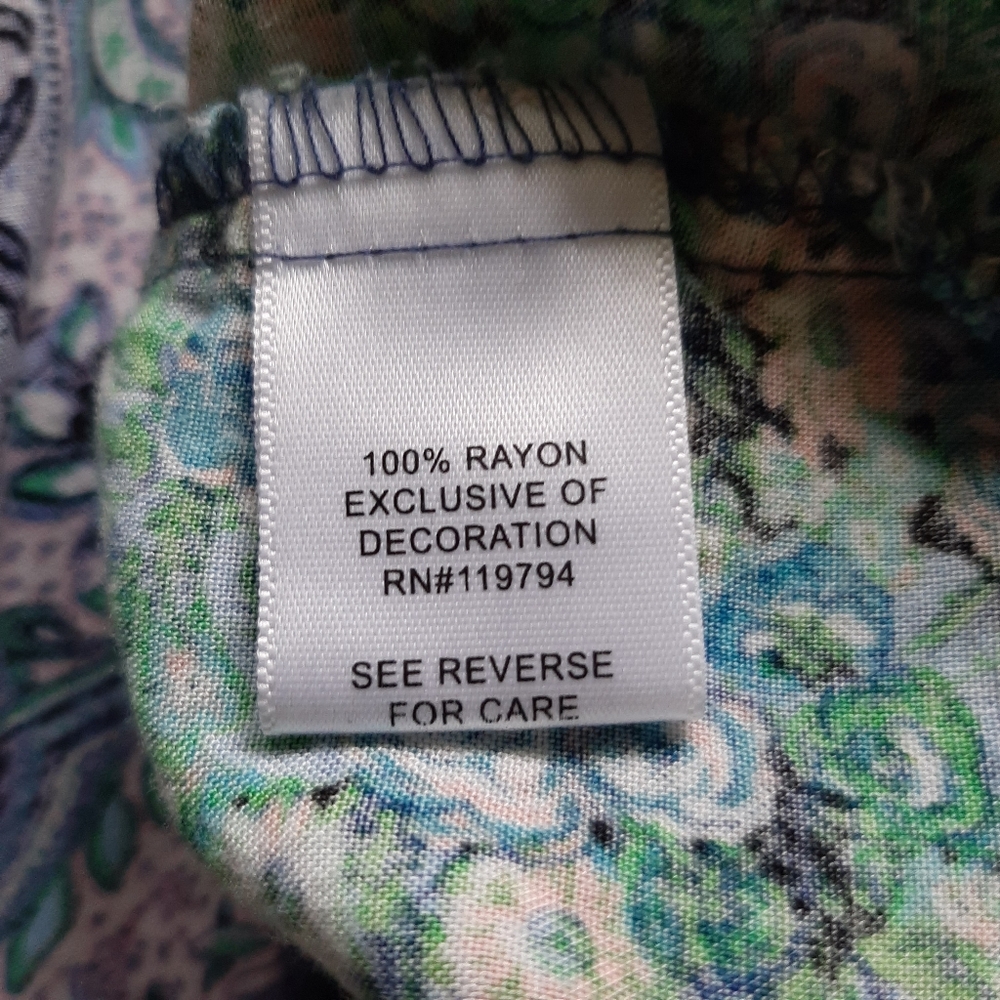 100% RAYON
EXCLUSIVE OF
DECORATION
RN#119794
SEE REVERSE
FOR CARE